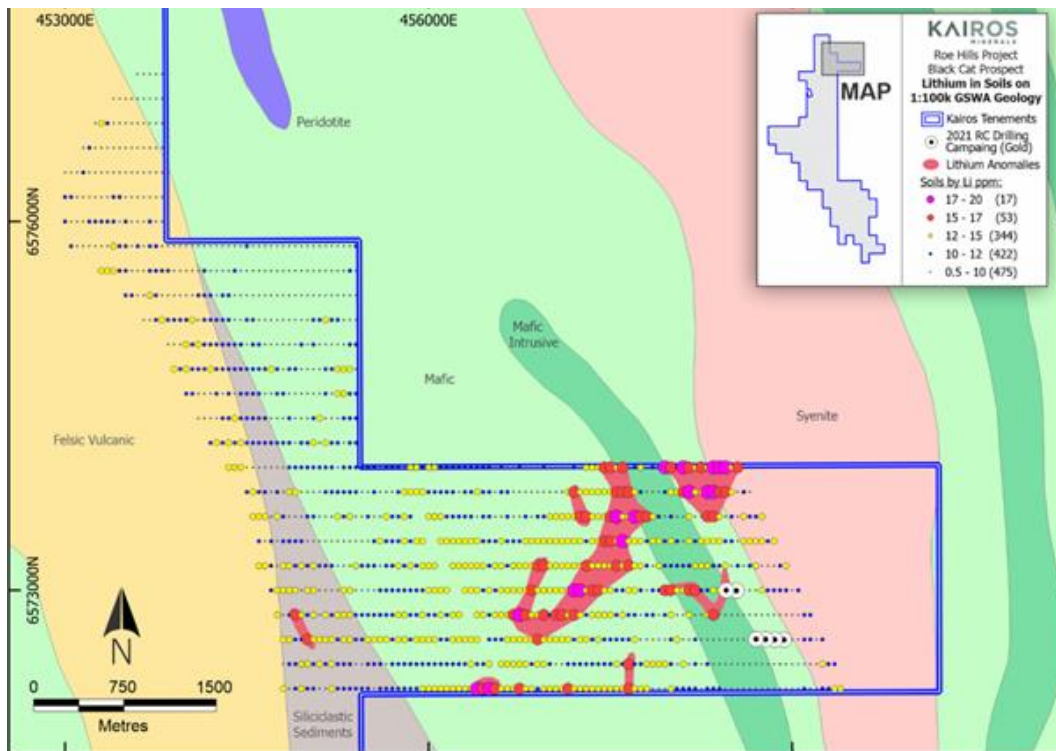 453000E
456000E
6576000N
6573000N
Peridotite
Mafic
Intrusive
Mafic
Syenite
Felsic Vulcanic
Siliciclastic
Sediments
N
0 750 1500
Metres
MAP
KAIROS
MINERALS
Roe Hills Project
Black Cat Prospect
Lithium in Soils on
1:100k GSWA Geology
Kairos Tenements
2021 RC Drilling
Campaing (Gold)
Lithium Anomalies
Soils by Li ppm:
17 - 20 (17)
15 - 17 (53)
12 - 15 (344)
10 - 12 (422)
0.5 - 10 (475)